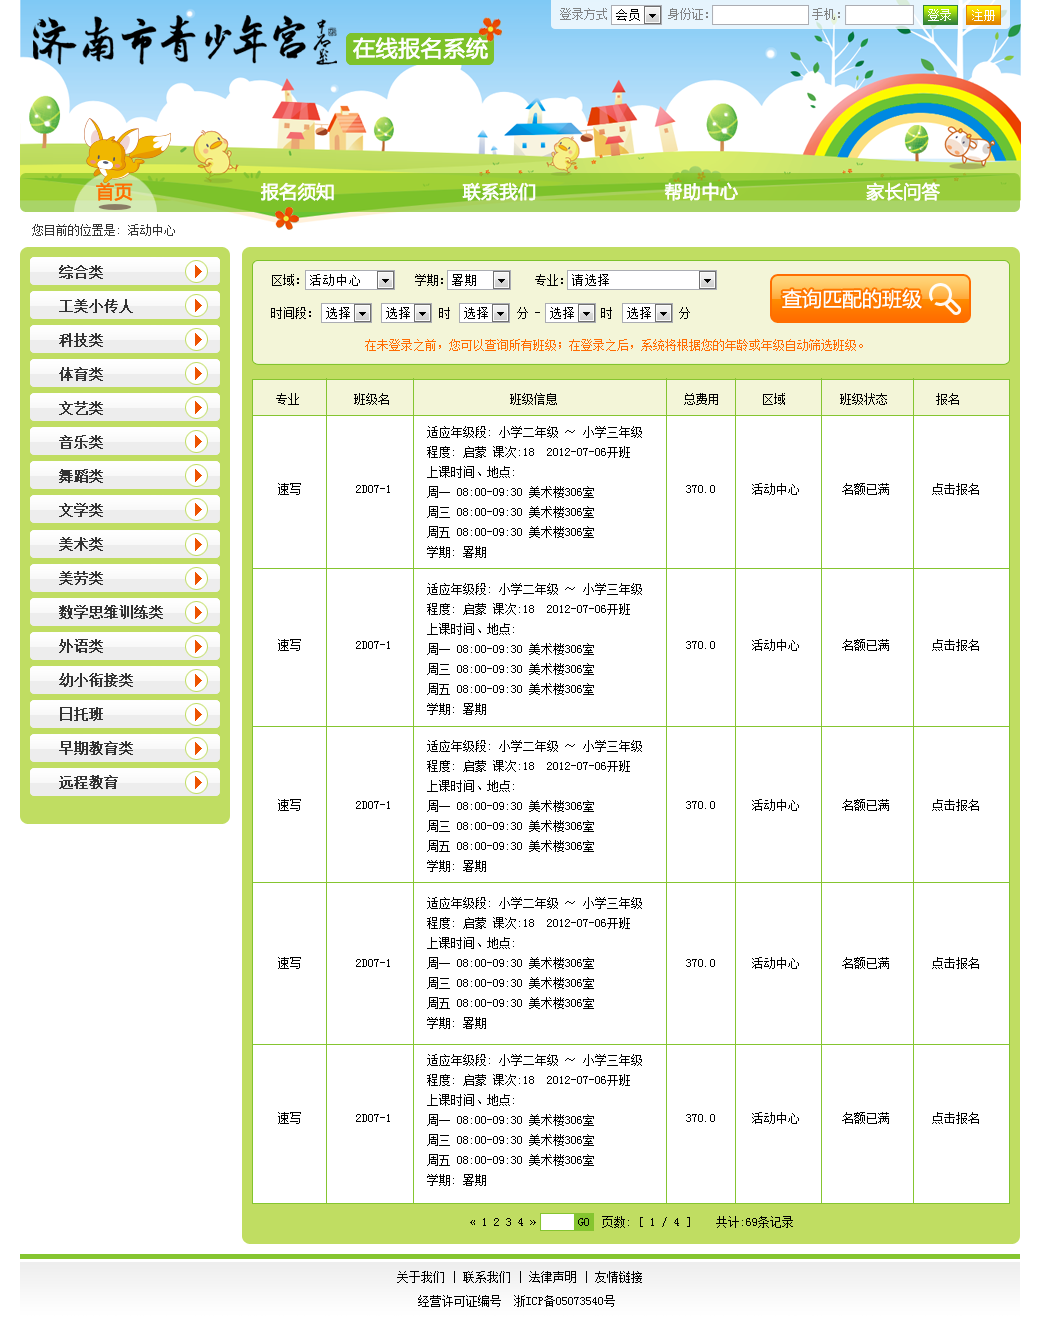 登录方式 会员 身份证: 手机: 登录 注册
济南市青少年宫
在线报名系统
首页 报名须知 联系我们 帮助中心 家长问答
您目前的位置是: 活动中心
综合类
工美小传人
科技类
体育类
文艺类
音乐类
舞蹈类
文学类
美术类
美劳类
数学思维训练类
外语类
幼小衔接类
日托班
早期教育类
远程教育
区域: 活动中心 学期: 署期 专业: 请选择
查询匹配的班级
时间段: 选择 选择 时 选择 分 - 选择 时 选择 分
在未登录之前，您可以查询所有班级；在登录之后，系统将根据您的年龄或年级自动筛选班级。
专业 班级名 班级信息 总费用 区域 班级状态 报名
适应年级段: 小学二年级 ～ 小学三年级
程度: 启蒙 课次:18 2012-07-06开班
上课时间、地点:
速写 2D07-1 周一 08:00-09:30 美术楼306室 370.0 活动中心 名额已满 点击报名
周三 08:00-09:30 美术楼306室
周五 08:00-09:30 美术楼306室
学期: 署期
适应年级段: 小学二年级 ～ 小学三年级
程度: 启蒙 课次:18 2012-07-06开班
上课时间、地点:
速写 2D07-1 周一 08:00-09:30 美术楼306室 370.0 活动中心 名额已满 点击报名
周三 08:00-09:30 美术楼306室
周五 08:00-09:30 美术楼306室
学期: 署期
适应年级段: 小学二年级 ～ 小学三年级
程度: 启蒙 课次:18 2012-07-06开班
上课时间、地点:
速写 2D07-1 周一 08:00-09:30 美术楼306室 370.0 活动中心 名额已满 点击报名
周三 08:00-09:30 美术楼306室
周五 08:00-09:30 美术楼306室
学期: 署期
适应年级段: 小学二年级 ～ 小学三年级
程度: 启蒙 课次:18 2012-07-06开班
上课时间、地点:
速写 2D07-1 周一 08:00-09:30 美术楼306室 370.0 活动中心 名额已满 点击报名
周三 08:00-09:30 美术楼306室
周五 08:00-09:30 美术楼306室
学期: 署期
适应年级段: 小学二年级 ～ 小学三年级
程度: 启蒙 课次:18 2012-07-06开班
上课时间、地点:
速写 2D07-1 周一 08:00-09:30 美术楼306室 370.0 活动中心 名额已满 点击报名
周三 08:00-09:30 美术楼306室
周五 08:00-09:30 美术楼306室
学期: 署期
« 1 2 3 4 » GO 页数: [ 1 / 4 ] 共计:69条记录
关于我们 | 联系我们 | 法律声明 | 友情链接
经营许可证编号 浙ICP备05073540号